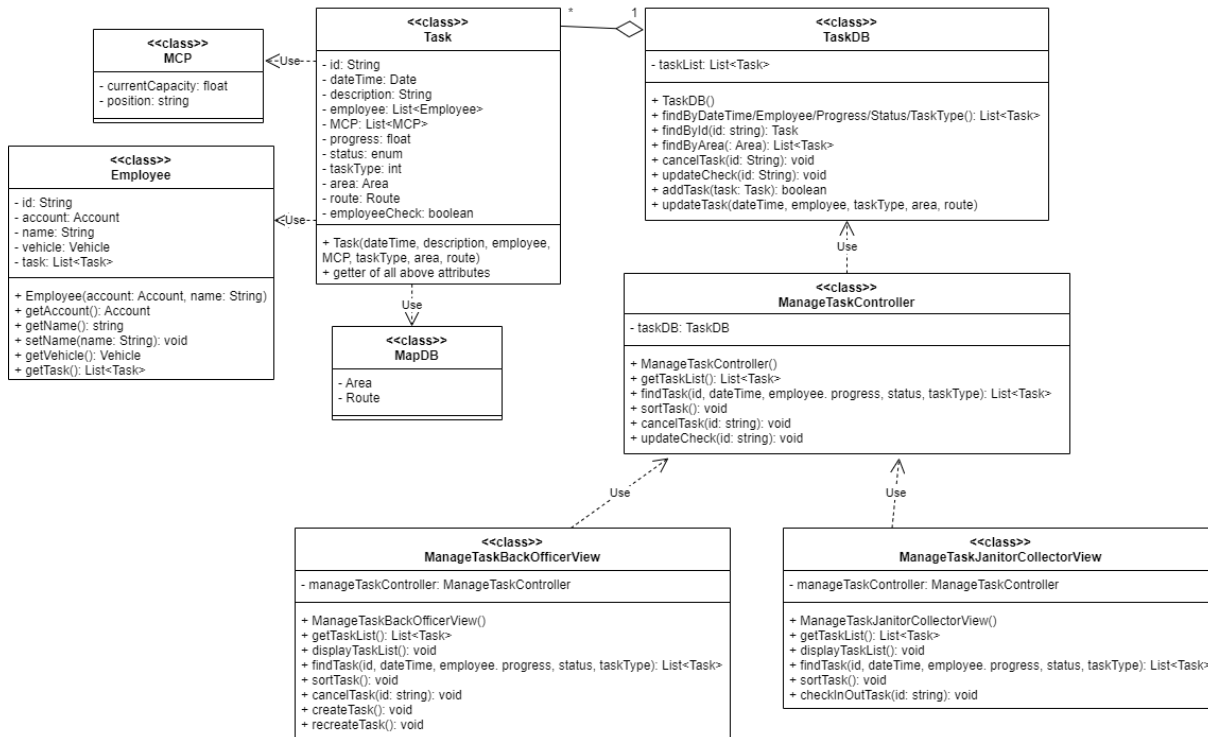 <<class>>
MCP
- currentCapacity: float
- position: string
Use
<<class>>
Task
- id: String
- dateTime: Date
- description: String
- employee: List<Employee>
- MCP: List<MCP>
- progress: float
- status: enum
- taskType: int
- area: Area
- route: Route
- employeeCheck: boolean
+ Task(dateTime, description, employee,
MCP, taskType, area, route)
+ getter of all above attributes
*
1
<<class>>
TaskDB
- taskList: List<Task>
+ TaskDB()
+ findByDateTime/Employee/Progress/Status/TaskType(): List<Task>
+ findById(id: string): Task
+ findByArea(: Area): List<Task>
+ cancelTask(id: String): void
+ updateCheck(id: String): void
+ addTask(task: Task): boolean
+ updateTask(dateTime, employee, taskType, area, route)
<<class>>
Employee
- id: String
- account: Account
- name: String
- vehicle: Vehicle
- task: List<Task>
+ Employee(account: Account, name: String)
+ getAccount(): Account
+ getName(): string
+ setName(name: String): void
+ getVehicle(): Vehicle
+ getTask(): List<Task>
Use
Use
<<class>>
MapDB
- Area
- Route
Use
<<class>>
ManageTaskController
- taskDB: TaskDB
+ ManageTaskController()
+ getTaskList(): List<Task>
+ findTask(id, dateTime, employee. progress, status, taskType): List<Task>
+ sortTask(): void
+ cancelTask(id: string): void
+ updateCheck(id: string): void
Use
Use
<<class>>
ManageTaskBackOfficerView
- manageTaskController: ManageTaskController
+ ManageTaskBackOfficerView()
+ getTaskList(): List<Task>
+ displayTaskList(): void
+ findTask(id, dateTime, employee. progress, status, taskType): List<Task>
+ sortTask(): void
+ cancelTask(id: string): void
+ createTask(): void
+ recreateTask(): void
<<class>>
ManageTaskJanitorCollectorView
- manageTaskController: ManageTaskController
+ ManageTaskJanitorCollectorView()
+ getTaskList(): List<Task>
+ displayTaskList(): void
+ findTask(id, dateTime, employee. progress, status, taskType): List<Task>
+ sortTask(): void
+ checkInOutTask(id: string): void